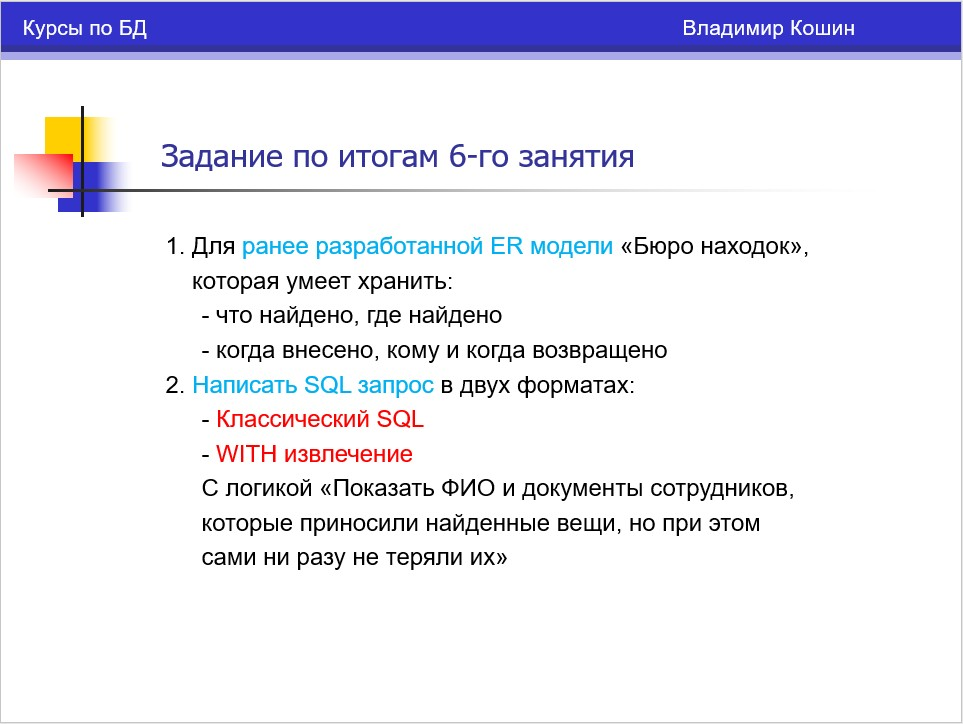 Курсы по БД
Владимир Кошин
Задание по итогам 6-го занятия
1. Для ранее разработанной ER модели «Бюро находок»,
которая умеет хранить:
- что найдено, где найдено
- когда внесено, кому и когда возвращено
2. Написать SQL запрос в двух форматах:
- Классический SQL
- WITH извлечение
С логикой «Показать ФИО и документы сотрудников,
которые приносили найденные вещи, но при этом
сами ни разу не теряли их»